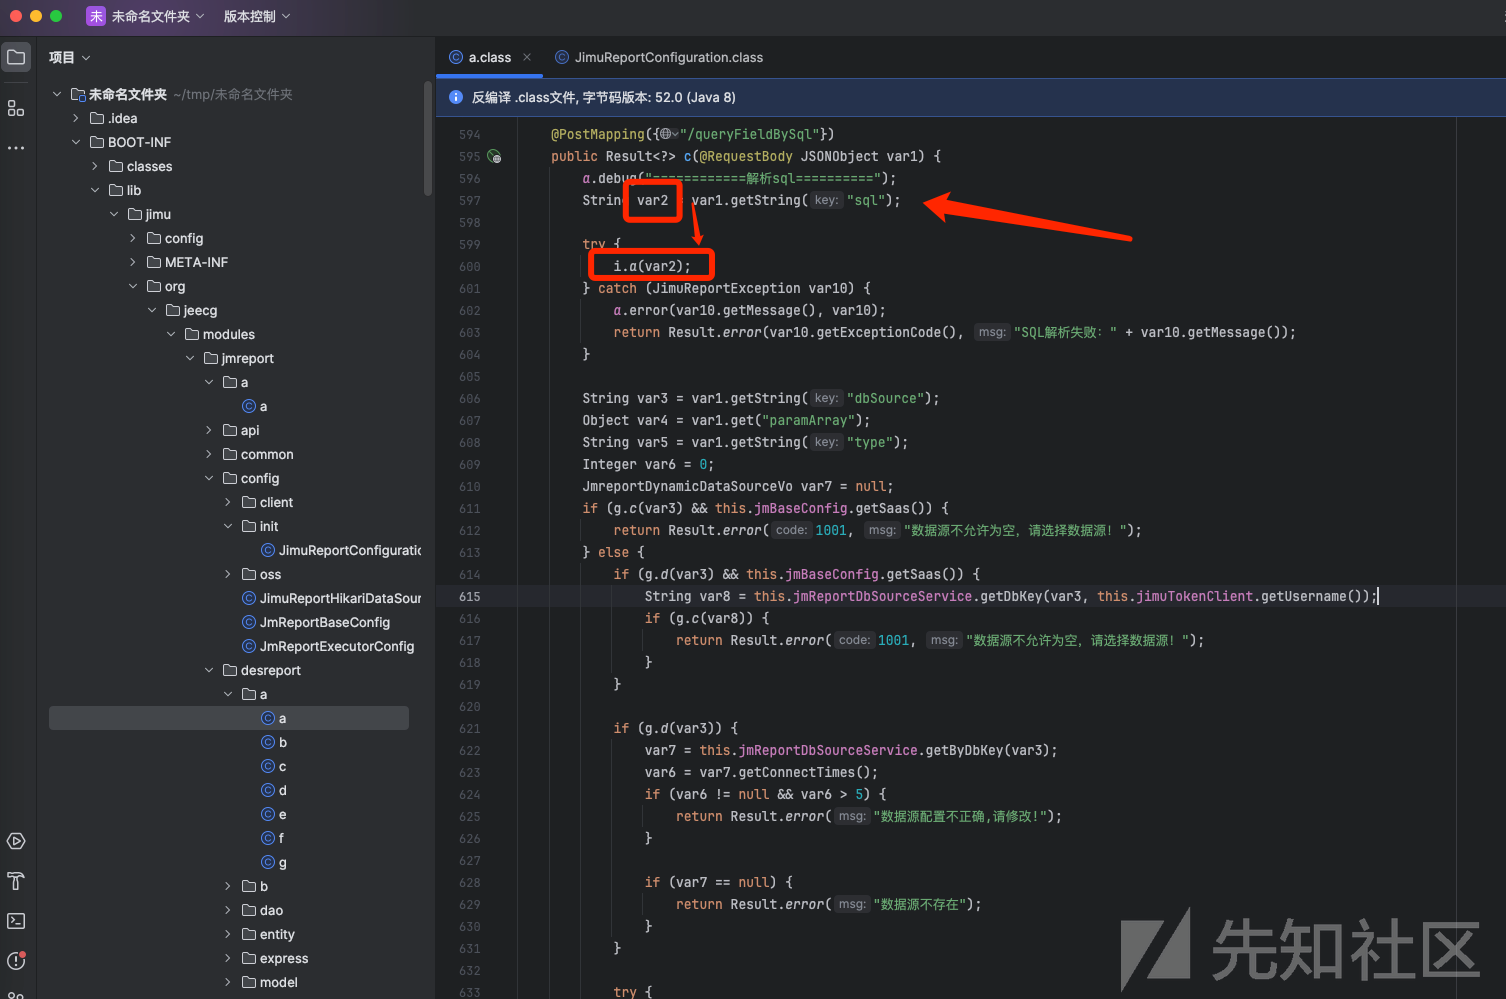 未 未命名文件夹 版本控制
项目
未命名文件夹 ~/tmp/未命名文件夹
.idea
BOOT-INF
classes
lib
jimu
config
META-INF
org
jeecg
modules
jmreport
a
a
api
common
config
client
init
JimuReportConfiguratio
oss
JimuReportHikariDataSour
JmReportBaseConfig
JmReportExecutorConfig
desreport
a
a
b
c
d
e
f
g
b
dao
entity
express
model
a.class JimuReportConfiguration.class
反编译 .class文件, 字节码版本: 52.0 (Java 8)
594 @PostMapping({"/queryFieldBySql"})
595 public Result<?> c(@RequestBody JSONObject var1) {
596 a.debug("============解析sql==========");
597 String var2 = var1.getString( key: "sql");
598
599 try {
600 i.a(var2);
601 } catch (JimuReportException var10) {
602 a.error(var10.getMessage(), var10);
603 return Result.error(var10.getExceptionCode(), msg: "SQL解析失败：" + var10.getMessage());
604 }
605
606 String var3 = var1.getString( key: "dbSource");
607 Object var4 = var1.get("paramArray");
608 String var5 = var1.getString( key: "type");
609 Integer var6 = 0;
610 JmreportDynamicDataSourceVo var7 = null;
611 if (g.c(var3) && this.jmBaseConfig.getSaas()) {
612 return Result.error( code: 1001, msg: "数据源不允许为空，请选择数据源！");
613 } else {
614 if (g.d(var3) && this.jmBaseConfig.getSaas()) {
615 String var8 = this.jmReportDbSourceService.getDbKey(var3, this.jimuTokenClient.getUsername());
616 if (g.c(var8)) {
617 return Result.error( code: 1001, msg: "数据源不允许为空，请选择数据源！");
618 }
619 }
620
621 if (g.d(var3)) {
622 var7 = this.jmReportDbSourceService.getByDbKey(var3);
623 var6 = var7.getConnectTimes();
624 if (var6 != null && var6 > 5) {
625 return Result.error( msg: "数据源配置不正确,请修改!");
626 }
627
628 if (var7 == null) {
629 return Result.error( msg: "数据源不存在");
630 }
631 }
632
633 try {
先知社区